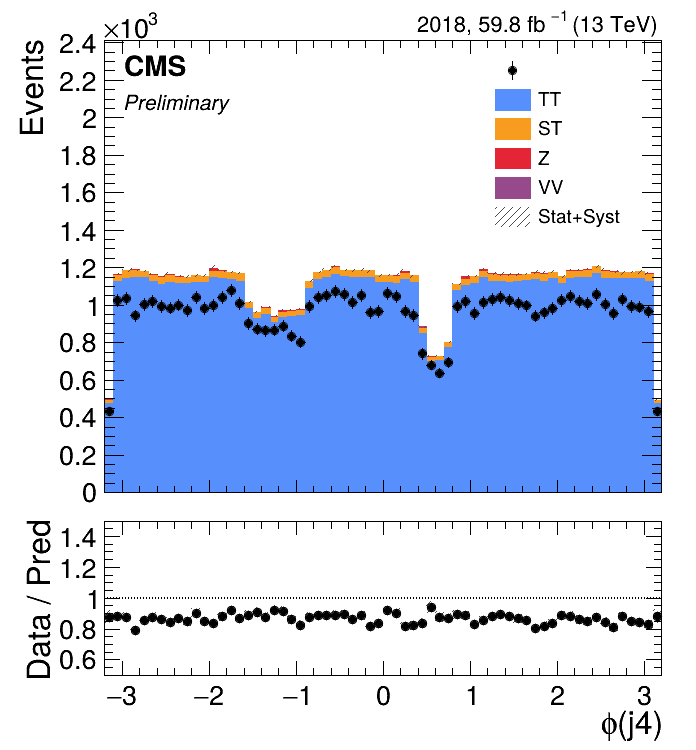 ×10³
2018, 59.8 fb ⁻¹ (13 TeV)
Events
CMS
Preliminary
TT
ST
Z
VV
Stat+Syst
2.4
2.2
2
1.8
1.6
1.4
1.2
1
0.8
0.6
0.4
0.2
0
Data / Pred
1.4
1.2
1
0.8
0.6
−3 −2 −1 0 1 2 3
ϕ(j4)